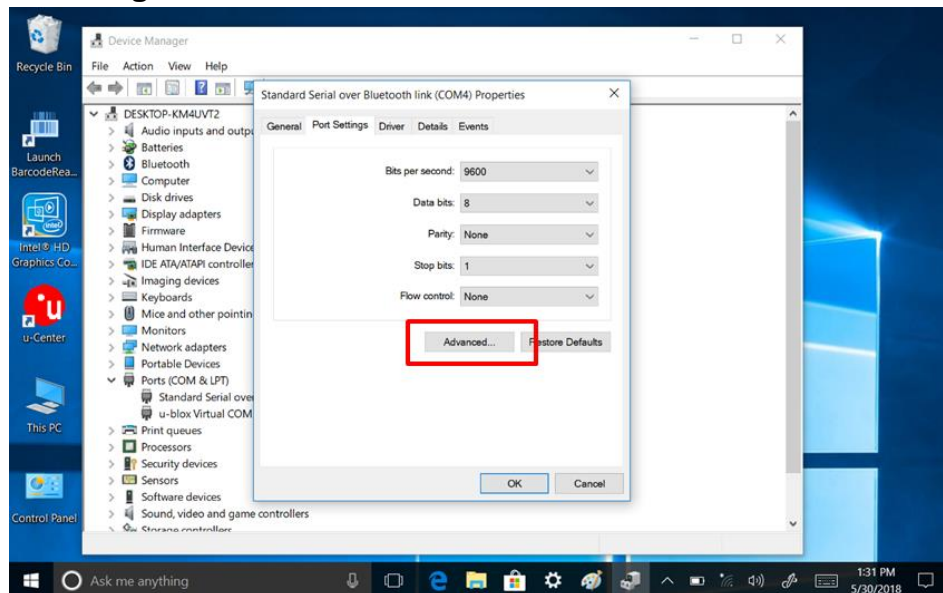 Recycle Bin
Launch
BarcodeRea...
Intel® HD
Graphics Co...
u-Center
This PC
Control Panel
Device Manager
File Action View Help
DESKTOP-KM4UVT2
Audio inputs and outpu
Batteries
Bluetooth
Computer
Disk drives
Display adapters
Firmware
Human Interface Device
IDE ATA/ATAPI controller
Imaging devices
Keyboards
Mice and other pointin
Monitors
Network adapters
Portable Devices
Ports (COM & LPT)
Standard Serial over
u-blox Virtual COM
Print queues
Processors
Security devices
Sensors
Software devices
Sound, video and game controllers
Storage controllers
Standard Serial over Bluetooth link (COM4) Properties
General Port Settings Driver Details Events
Bits per second: 9600
Data bits: 8
Parity: None
Stop bits: 1
Flow control: None
Advanced... Restore Defaults
OK Cancel
Ask me anything
1:31 PM
5/30/2018